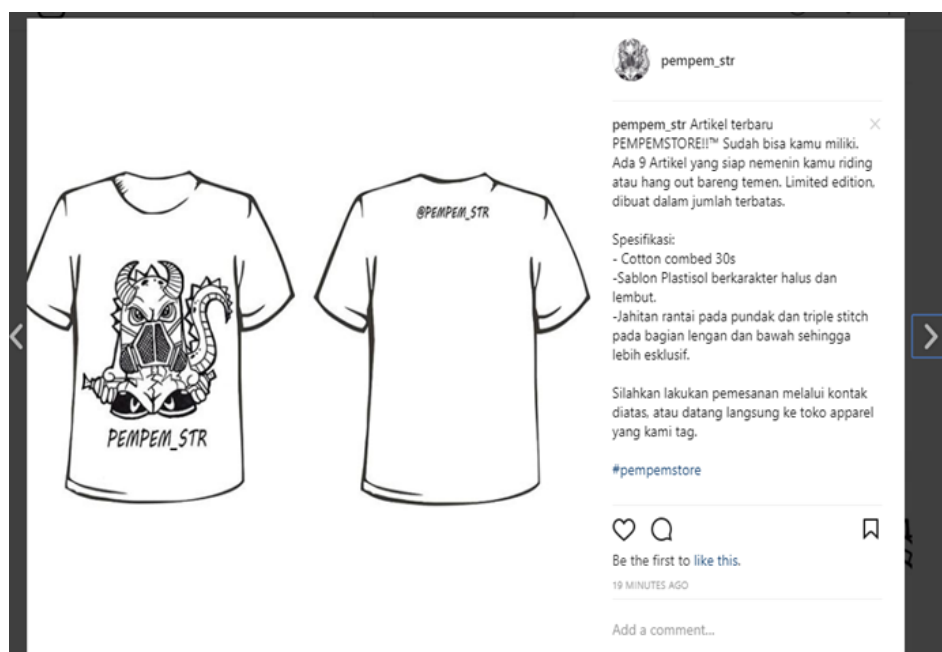 @PEMPEM_STR
PEMPEM_STR
pempem_str
pempem_str Artikel terbaru
PEMPEMSTORE!!™ Sudah bisa kamu miliki.
Ada 9 Artikel yang siap nemenin kamu riding
atau hang out bareng temen. Limited edition,
dibuat dalam jumlah terbatas.
Spesifikasi:
- Cotton combed 30s
-Sablon Plastisol berkarakter halus dan
lembut.
-Jahitan rantai pada pundak dan triple stitch
pada bagian lengan dan bawah sehingga
lebih esklusif.
Silahkan lakukan pemesanan melalui kontak
diatas, atau datang langsung ke toko apparel
yang kami tag.
#pempemstore
Be the first to like this.
19 MINUTES AGO
Add a comment...